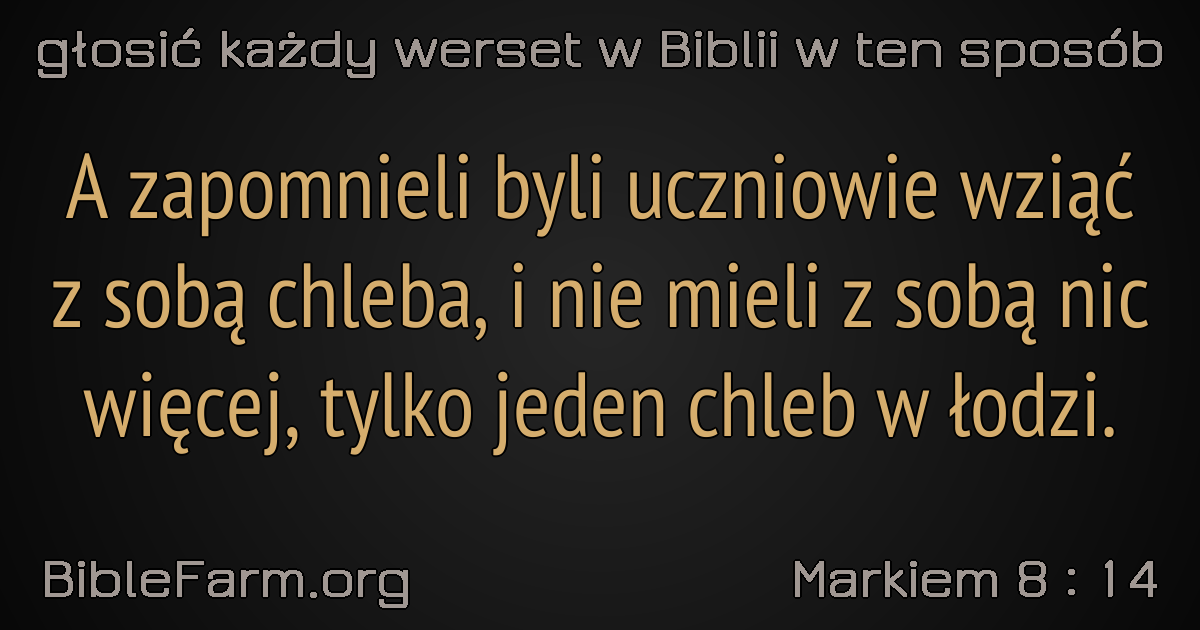 głosić każdy werset w Biblii w ten sposób
A zapomnieli byli uczniowie wziąć
z sobą chleba, i nie mieli z sobą nic
więcej, tylko jeden chleb w łodzi.
BibleFarm.org
Markiem 8 : 14